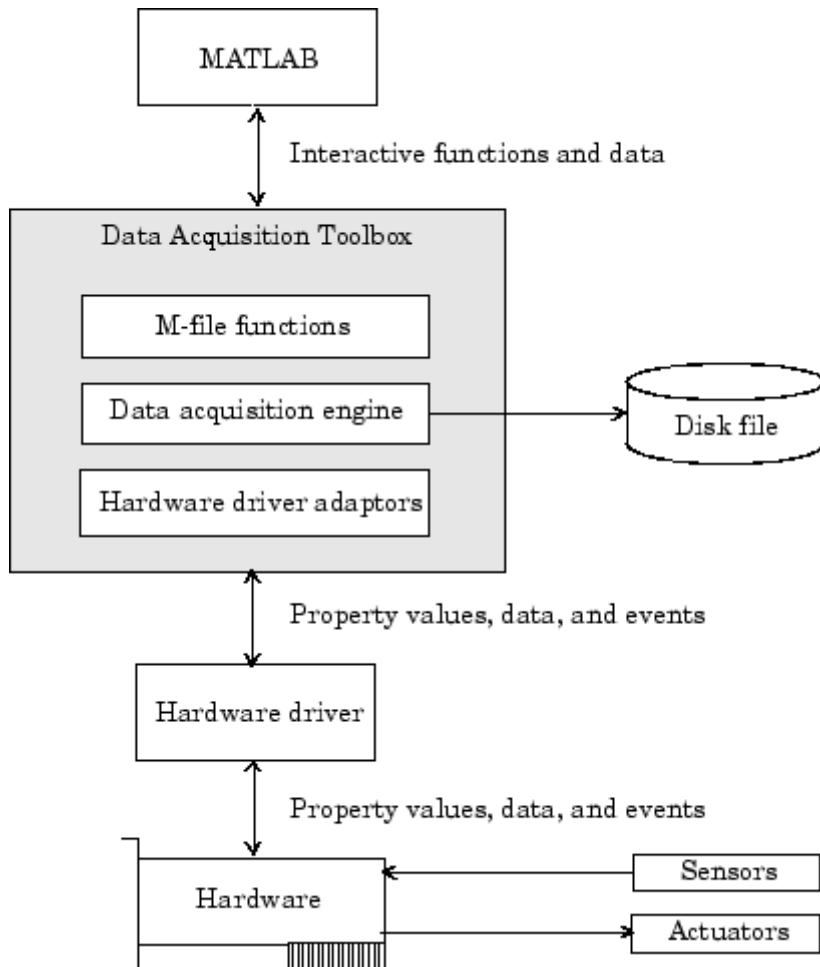 MATLAB
Interactive functions and data
Data Acquisition Toolbox
M-file functions
Data acquisition engine
Disk file
Hardware driver adaptors
Property values, data, and events
Hardware driver
Property values, data, and events
Sensors
Hardware
Actuators